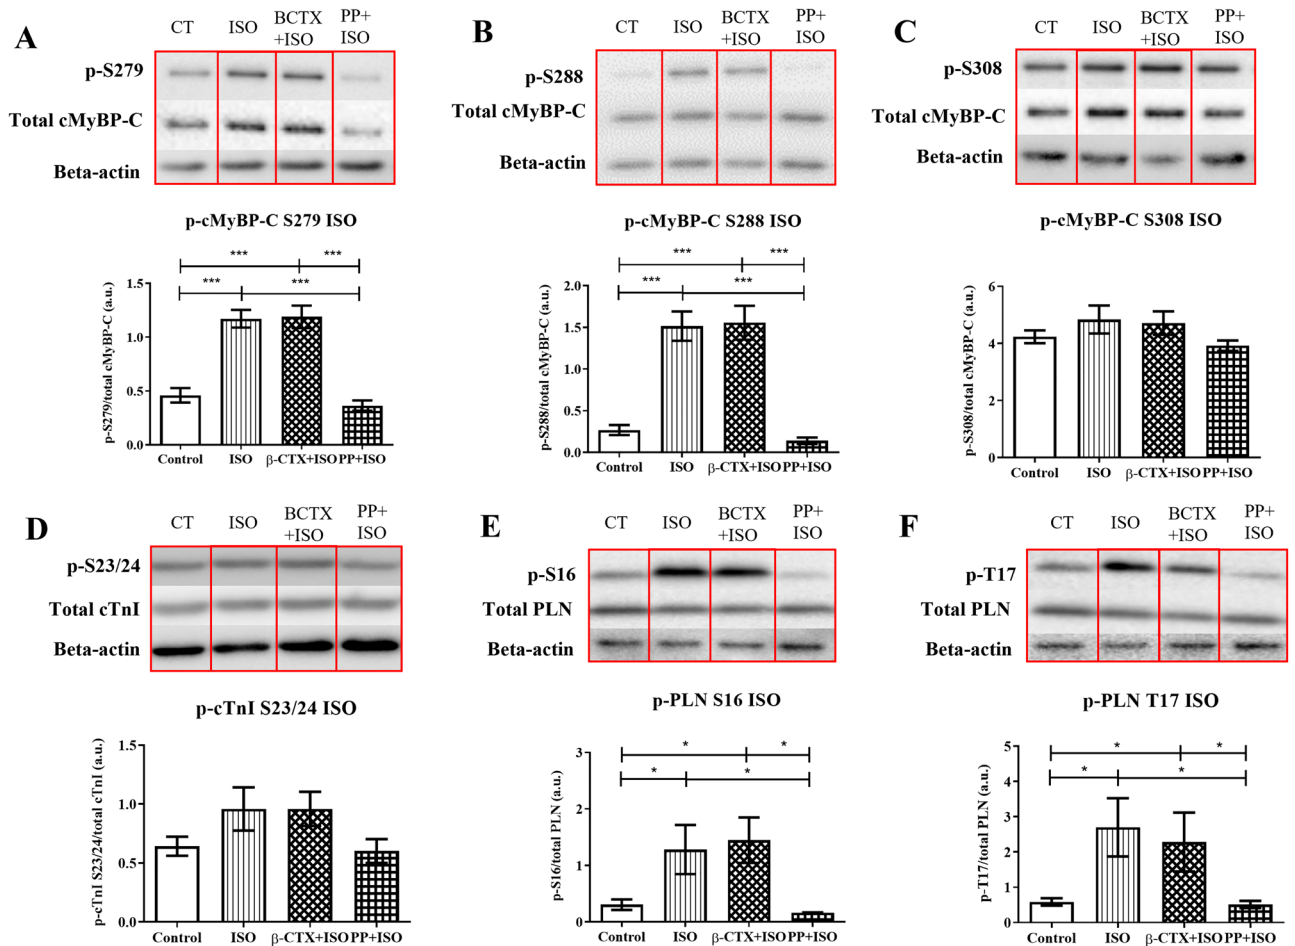 A
CT
ISO
BCTX
+ISO
PP+
ISO
p-S279
Total cMyBP-C
Beta-actin
p-cMyBP-C S279 ISO
***
***
***
***
p-S279/total cMyBP-C (a.u.)
1.5
1.0
0.5
0.0
Control
ISO
β-CTX+ISO
PP+ISO
B
CT
ISO
BCTX
+ISO
PP+
ISO
p-S288
Total cMyBP-C
Beta-actin
p-cMyBP-C S288 ISO
***
***
***
***
p-S288/total cMyBP-C (a.u.)
2.0
1.5
1.0
0.5
0.0
Control
ISO
β-CTX+ISO
PP+ISO
C
CT
ISO
BCTX
+ISO
PP+
ISO
p-S308
Total cMyBP-C
Beta-actin
p-cMyBP-C S308 ISO
p-S308/total cMyBP-C (a.u.)
6
4
2
0
Control
ISO
β-CTX+ISO
PP+ISO
D
CT
ISO
BCTX
+ISO
PP+
ISO
p-S23/24
Total cTnI
Beta-actin
p-cTnI S23/24 ISO
p-cTnI S23/24/total cTnI (a.u.)
1.5
1.0
0.5
0.0
Control
ISO
β-CTX+ISO
PP+ISO
E
CT
ISO
BCTX
+ISO
PP+
ISO
p-S16
Total PLN
Beta-actin
p-PLN S16 ISO
*
*
*
*
p-S16/total PLN (a.u.)
3
2
1
0
Control
ISO
β-CTX+ISO
PP+ISO
F
CT
ISO
BCTX
+ISO
PP+
ISO
p-T17
Total PLN
Beta-actin
p-PLN T17 ISO
*
*
*
*
p-T17/total PLN (a.u.)
5
4
3
2
1
0
Control
ISO
β-CTX+ISO
PP+ISO